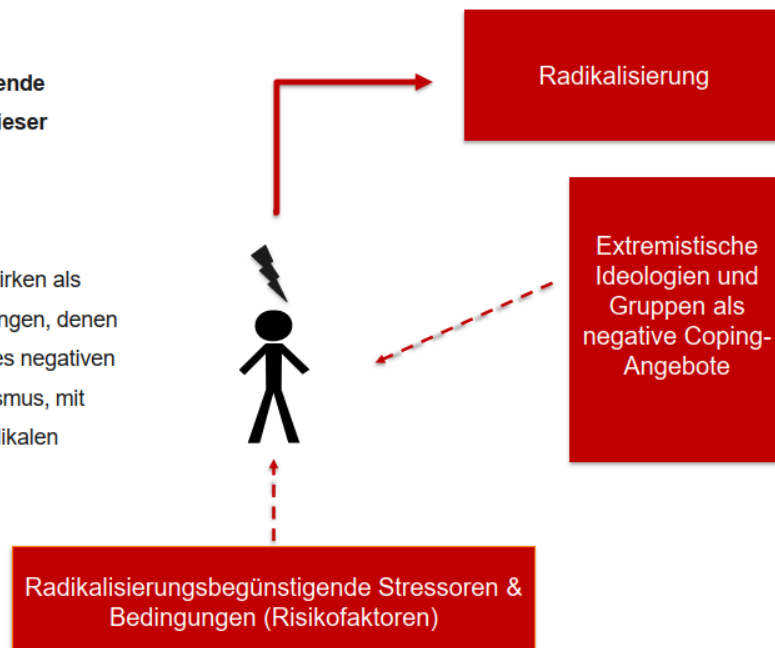 ende
ieser
irken als
ngen, denen
es negativen
smus, mit
likalen
Radikalisierung
Extremistische
Ideologien und
Gruppen als
negative Coping-
Angebote
Radikalisierungsbegünstigende Stressoren &
Bedingungen (Risikofaktoren)